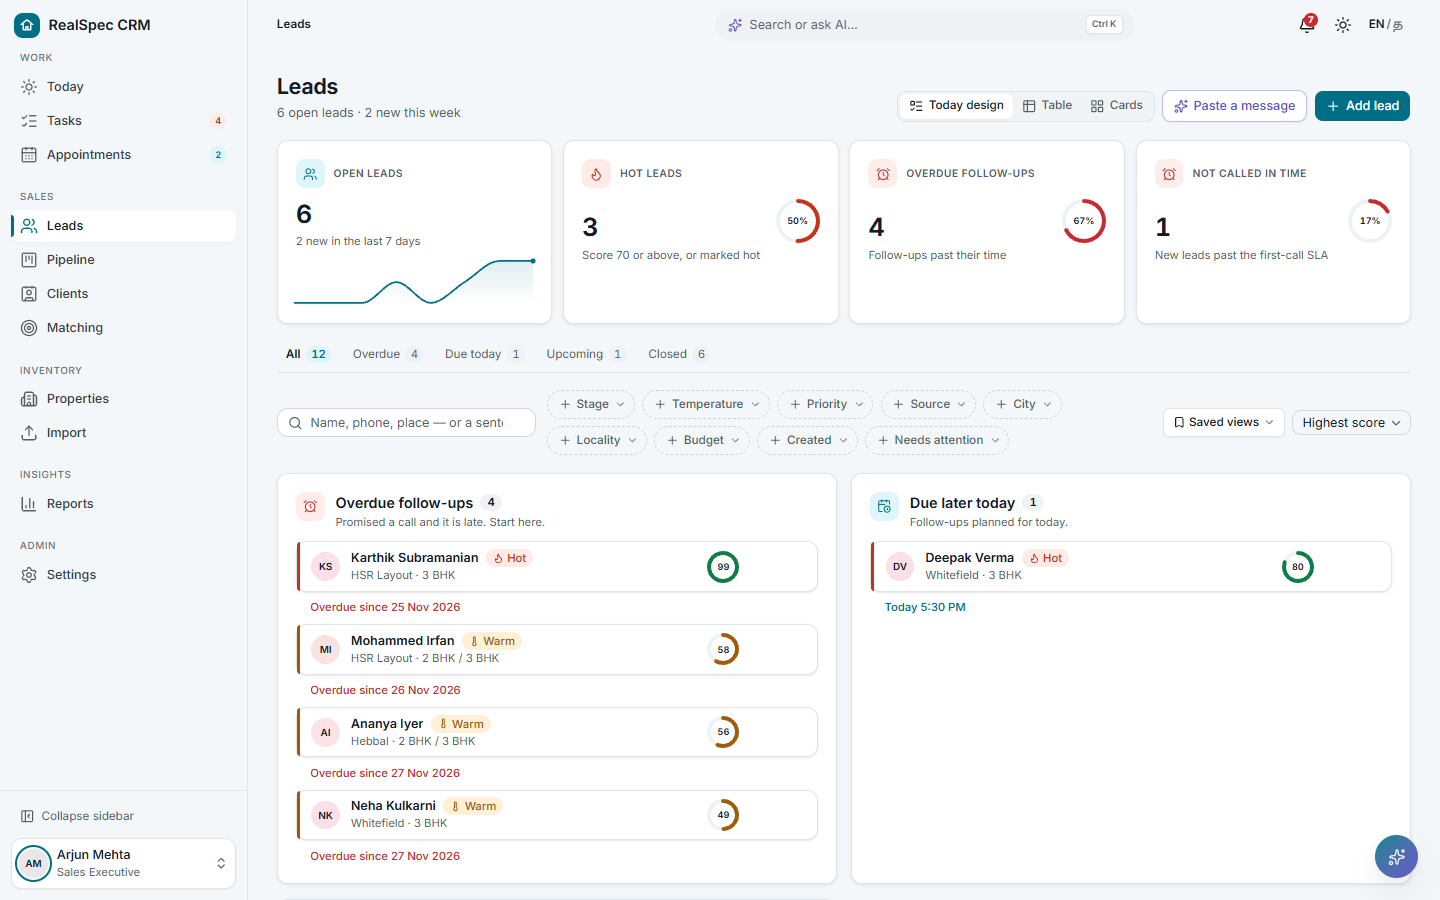 RealSpec CRM
WORK
Today
Tasks 4
Appointments 2
SALES
Leads
Pipeline
Clients
Matching
INVENTORY
Properties
Import
INSIGHTS
Reports
ADMIN
Settings
Collapse sidebar
AM Arjun Mehta
Sales Executive
Leads
Search or ask AI... Ctrl K
7
EN / த
Leads
6 open leads · 2 new this week
Today design Table Cards
Paste a message
Add lead
OPEN LEADS
6
2 new in the last 7 days
HOT LEADS
3
50%
Score 70 or above, or marked hot
OVERDUE FOLLOW-UPS
4
67%
Follow-ups past their time
NOT CALLED IN TIME
1
17%
New leads past the first-call SLA
All 12 Overdue 4 Due today 1 Upcoming 1 Closed 6
Name, phone, place — or a sente
+ Stage + Temperature + Priority + Source + City
+ Locality + Budget + Created + Needs attention
Saved views
Highest score
Overdue follow-ups 4
Promised a call and it is late. Start here.
KS Karthik Subramanian Hot
HSR Layout · 3 BHK
99
Overdue since 25 Nov 2026
MI Mohammed Irfan Warm
HSR Layout · 2 BHK / 3 BHK
58
Overdue since 26 Nov 2026
AI Ananya Iyer Warm
Hebbal · 2 BHK / 3 BHK
56
Overdue since 27 Nov 2026
NK Neha Kulkarni Warm
Whitefield · 3 BHK
49
Overdue since 27 Nov 2026
Due later today 1
Follow-ups planned for today.
DV Deepak Verma Hot
Whitefield · 3 BHK
80
Today 5:30 PM